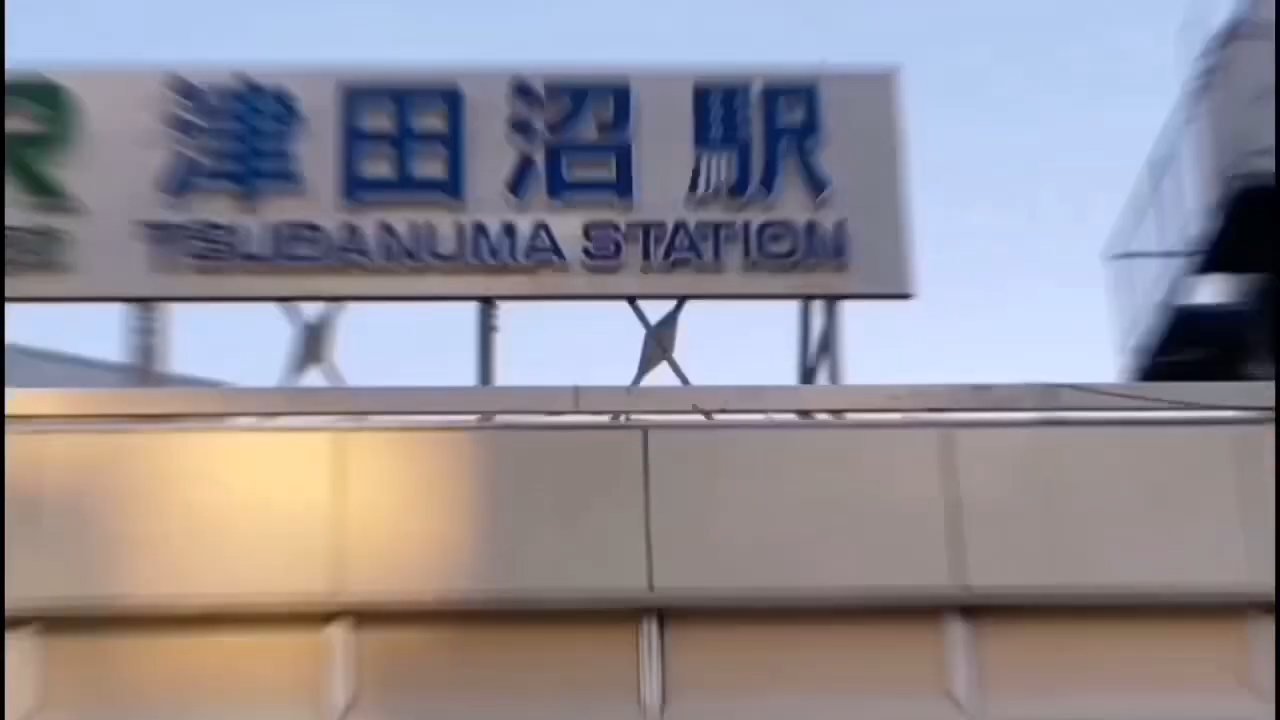 R 津田沼駅
TSUDANUMA STATION